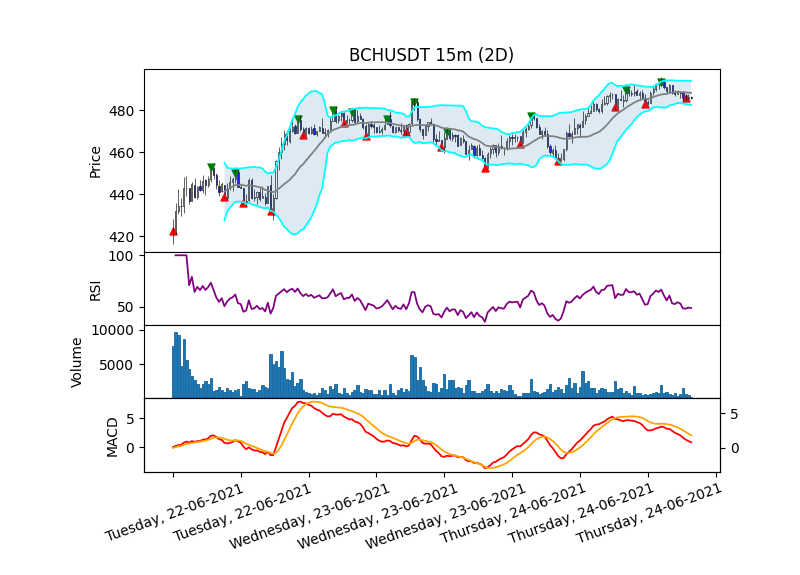 BCHUSDT 15m (2D)
480
460
440
420
Price
100
50
RSI
10000
5000
Volume
5
0
MACD
5
0
Tuesday, 22-06-2021
Tuesday, 22-06-2021
Wednesday, 23-06-2021
Wednesday, 23-06-2021
Wednesday, 23-06-2021
Thursday, 24-06-2021
Thursday, 24-06-2021
Thursday, 24-06-2021